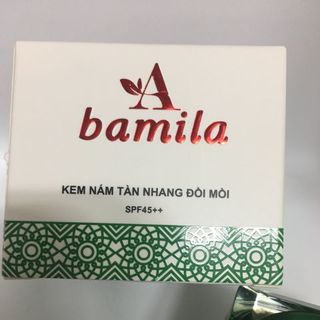 A
bamila
KEM NÁM TÀN NHANG ĐỒI MỒI
SPF45++